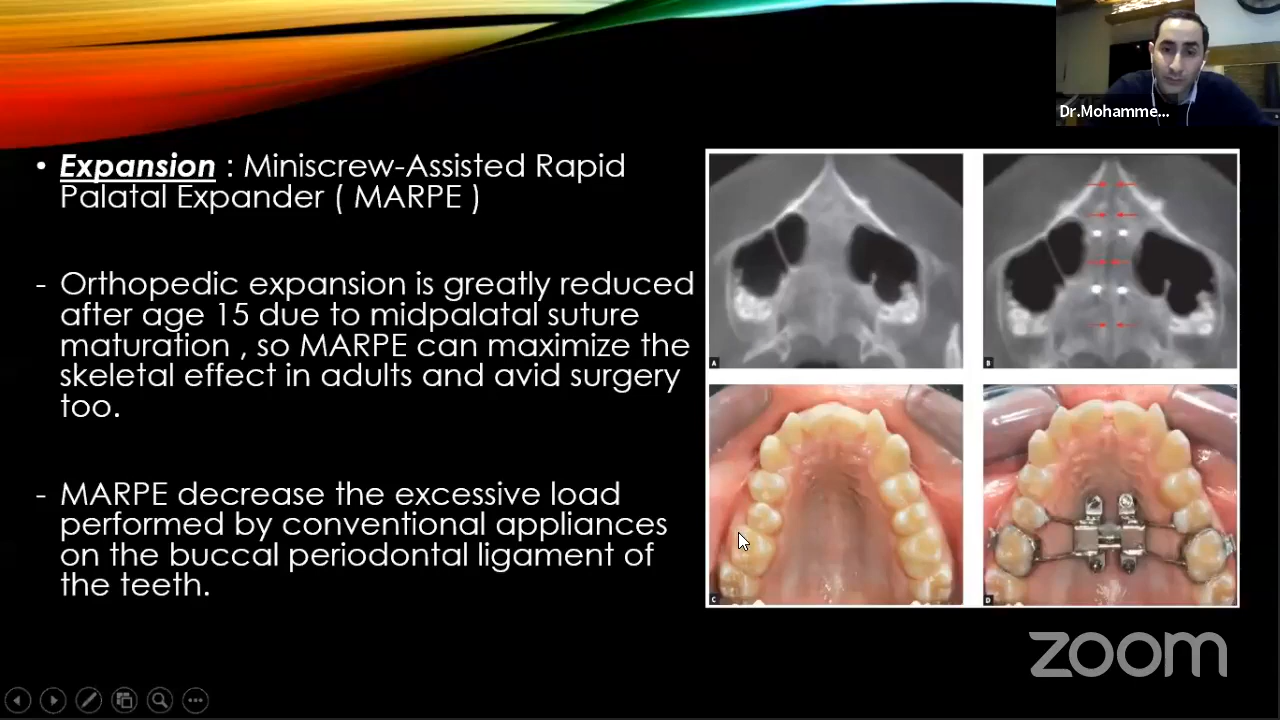 Dr.Mohamme...
• Expansion : Miniscrew-Assisted Rapid
Palatal Expander ( MARPE )
- Orthopedic expansion is greatly reduced
after age 15 due to midpalatal suture
maturation , so MARPE can maximize the
skeletal effect in adults and avid surgery
too.
- MARPE decrease the excessive load
performed by conventional appliances
on the buccal periodontal ligament of
the teeth.
A
B
C
D
zoom